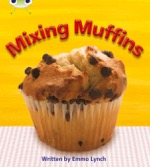 Mixing Muffins
Written by Emma Lynch